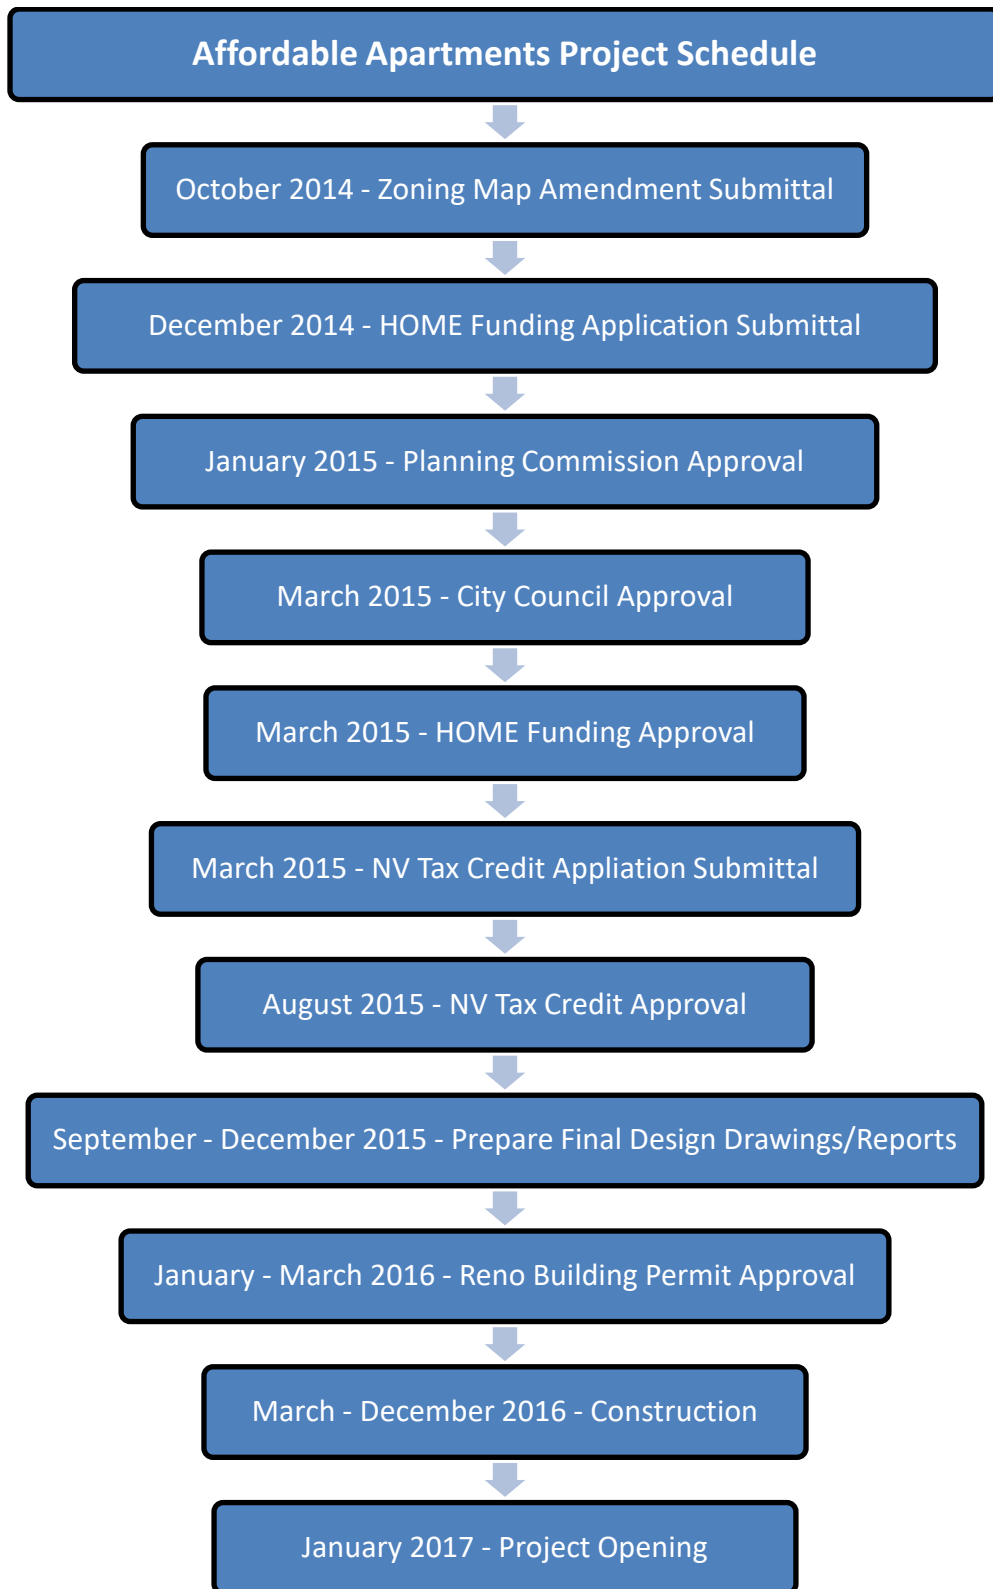 Affordable Apartments Project Schedule
October 2014 - Zoning Map Amendment Submittal
December 2014 - HOME Funding Application Submittal
January 2015 - Planning Commission Approval
March 2015 - City Council Approval
March 2015 - HOME Funding Approval
March 2015 - NV Tax Credit Appliation Submittal
August 2015 - NV Tax Credit Approval
September - December 2015 - Prepare Final Design Drawings/Reports
January - March 2016 - Reno Building Permit Approval
March - December 2016 - Construction
January 2017 - Project Opening